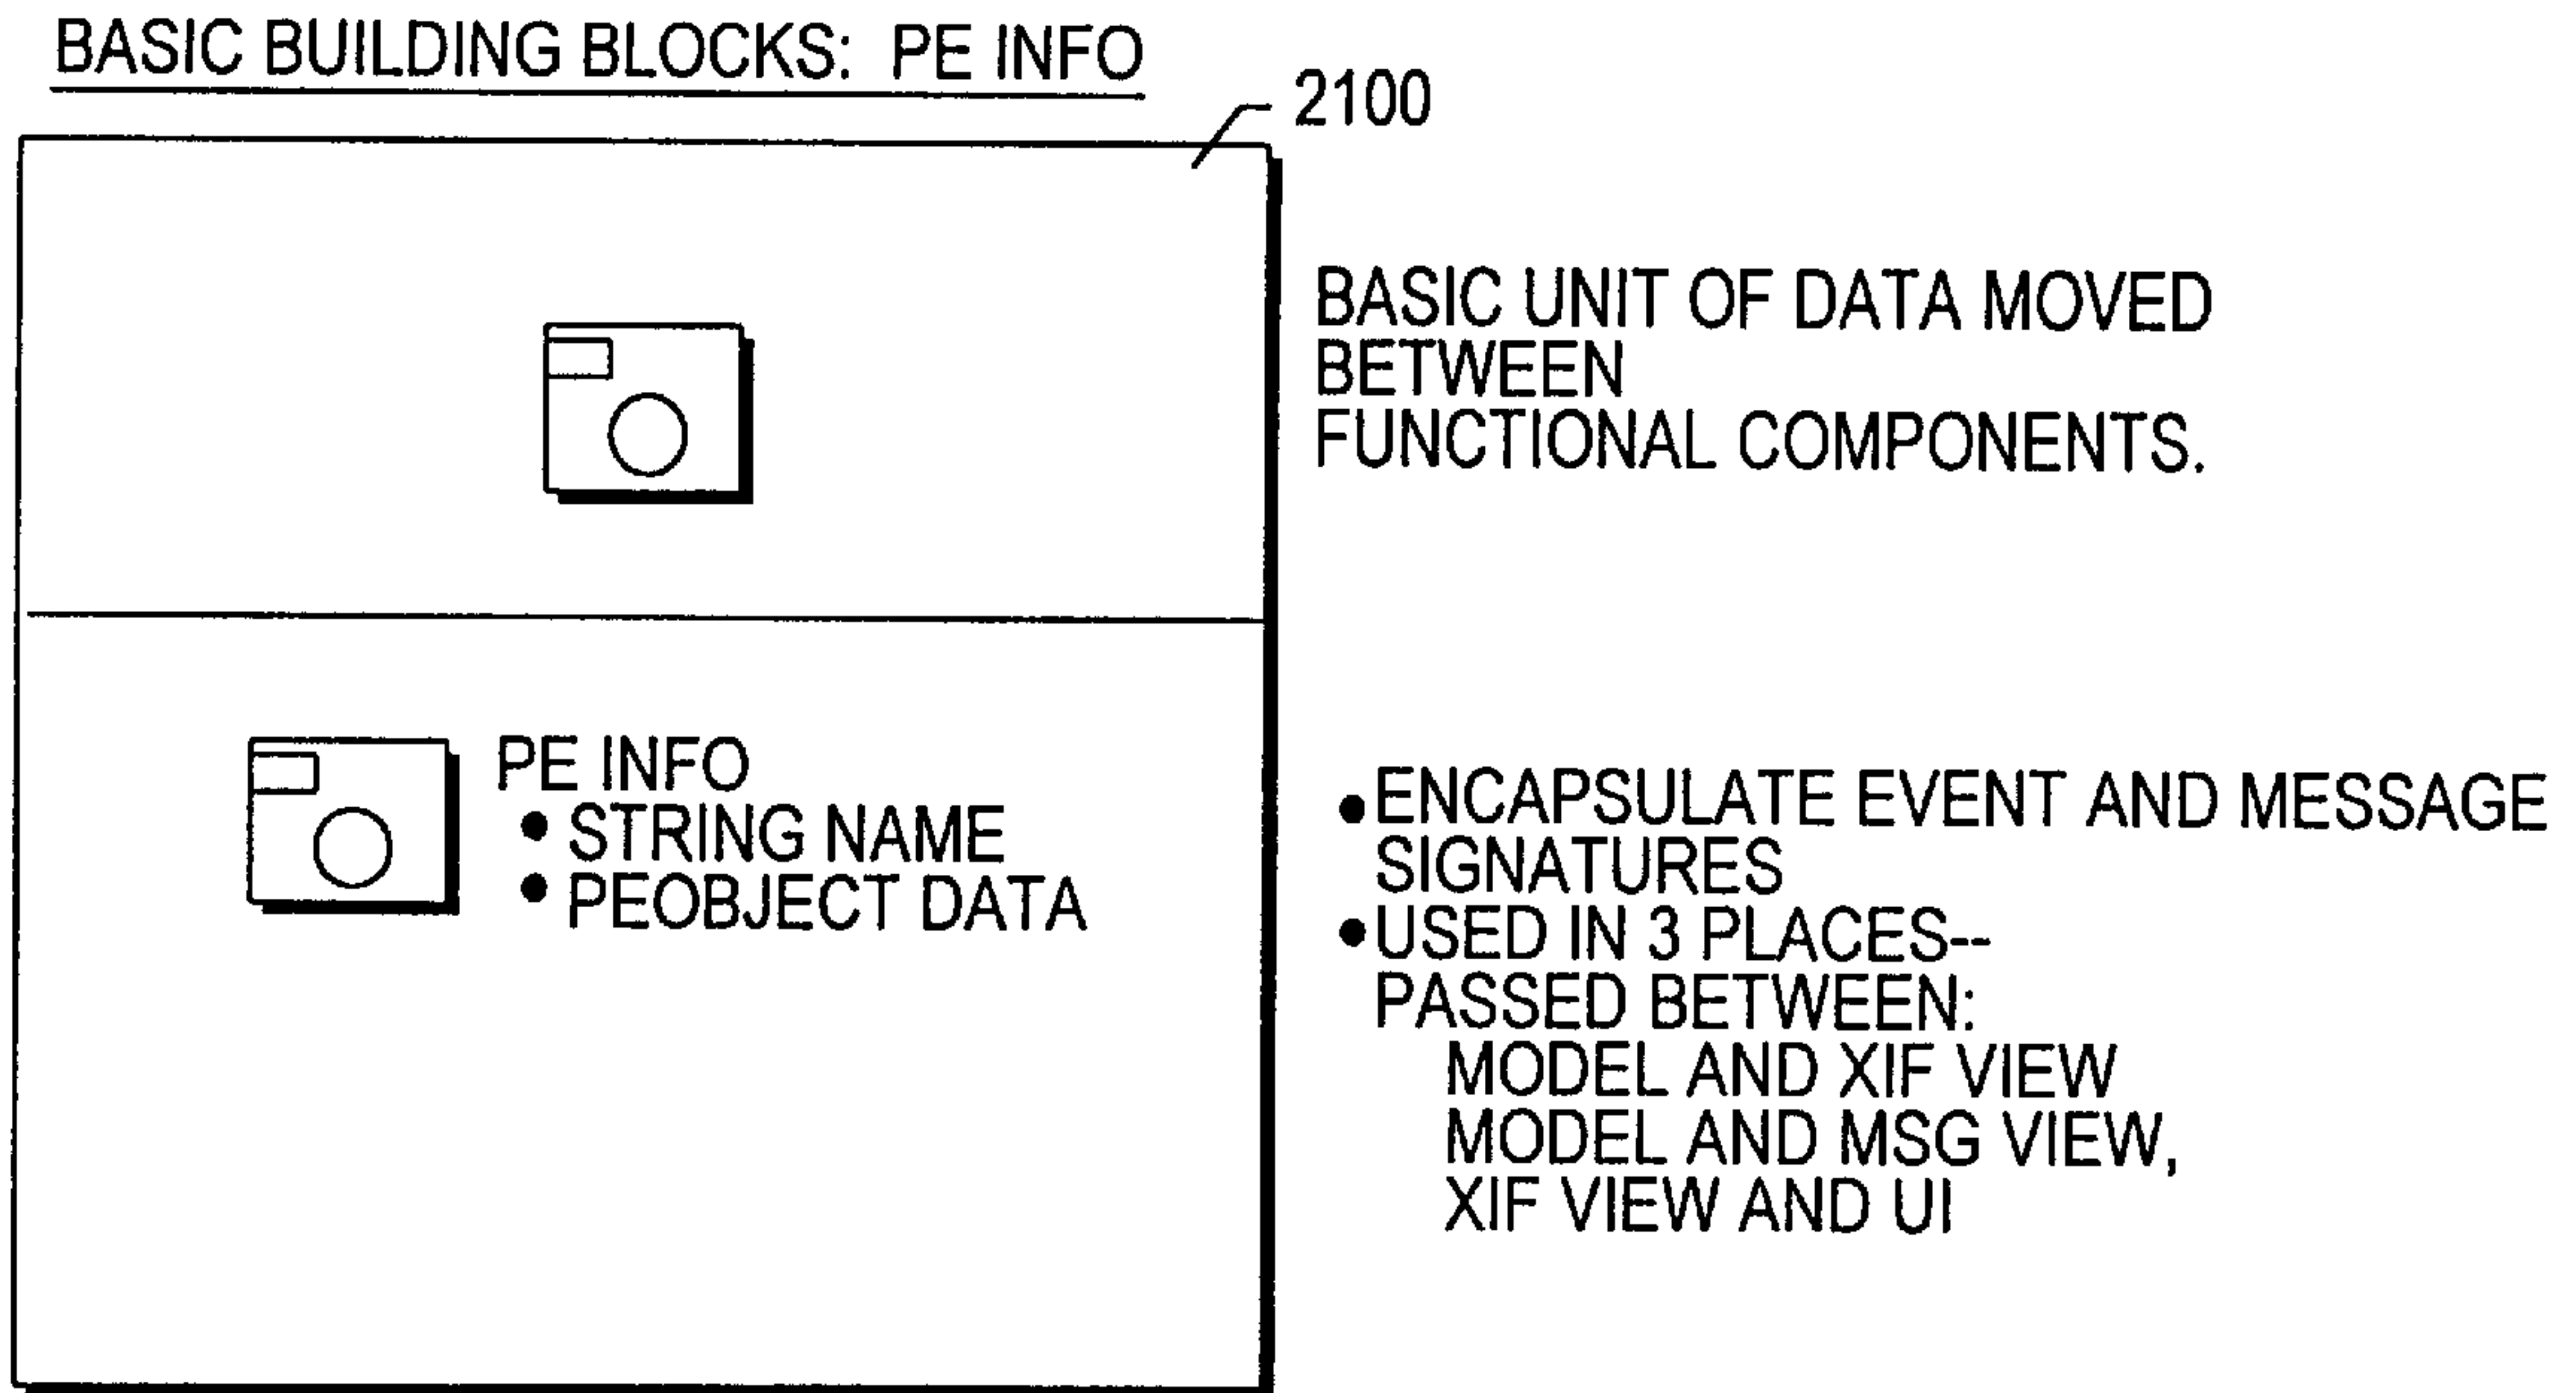 BASIC BUILDING BLOCKS: PE INFO
2100
BASIC UNIT OF DATA MOVED
BETWEEN
FUNCTIONAL COMPONENTS.
PE INFO
• STRING NAME
• PEOBJECT DATA
• ENCAPSULATE EVENT AND MESSAGE
SIGNATURES
• USED IN 3 PLACES--
PASSED BETWEEN:
MODEL AND XIF VIEW
MODEL AND MSG VIEW,
XIF VIEW AND UI